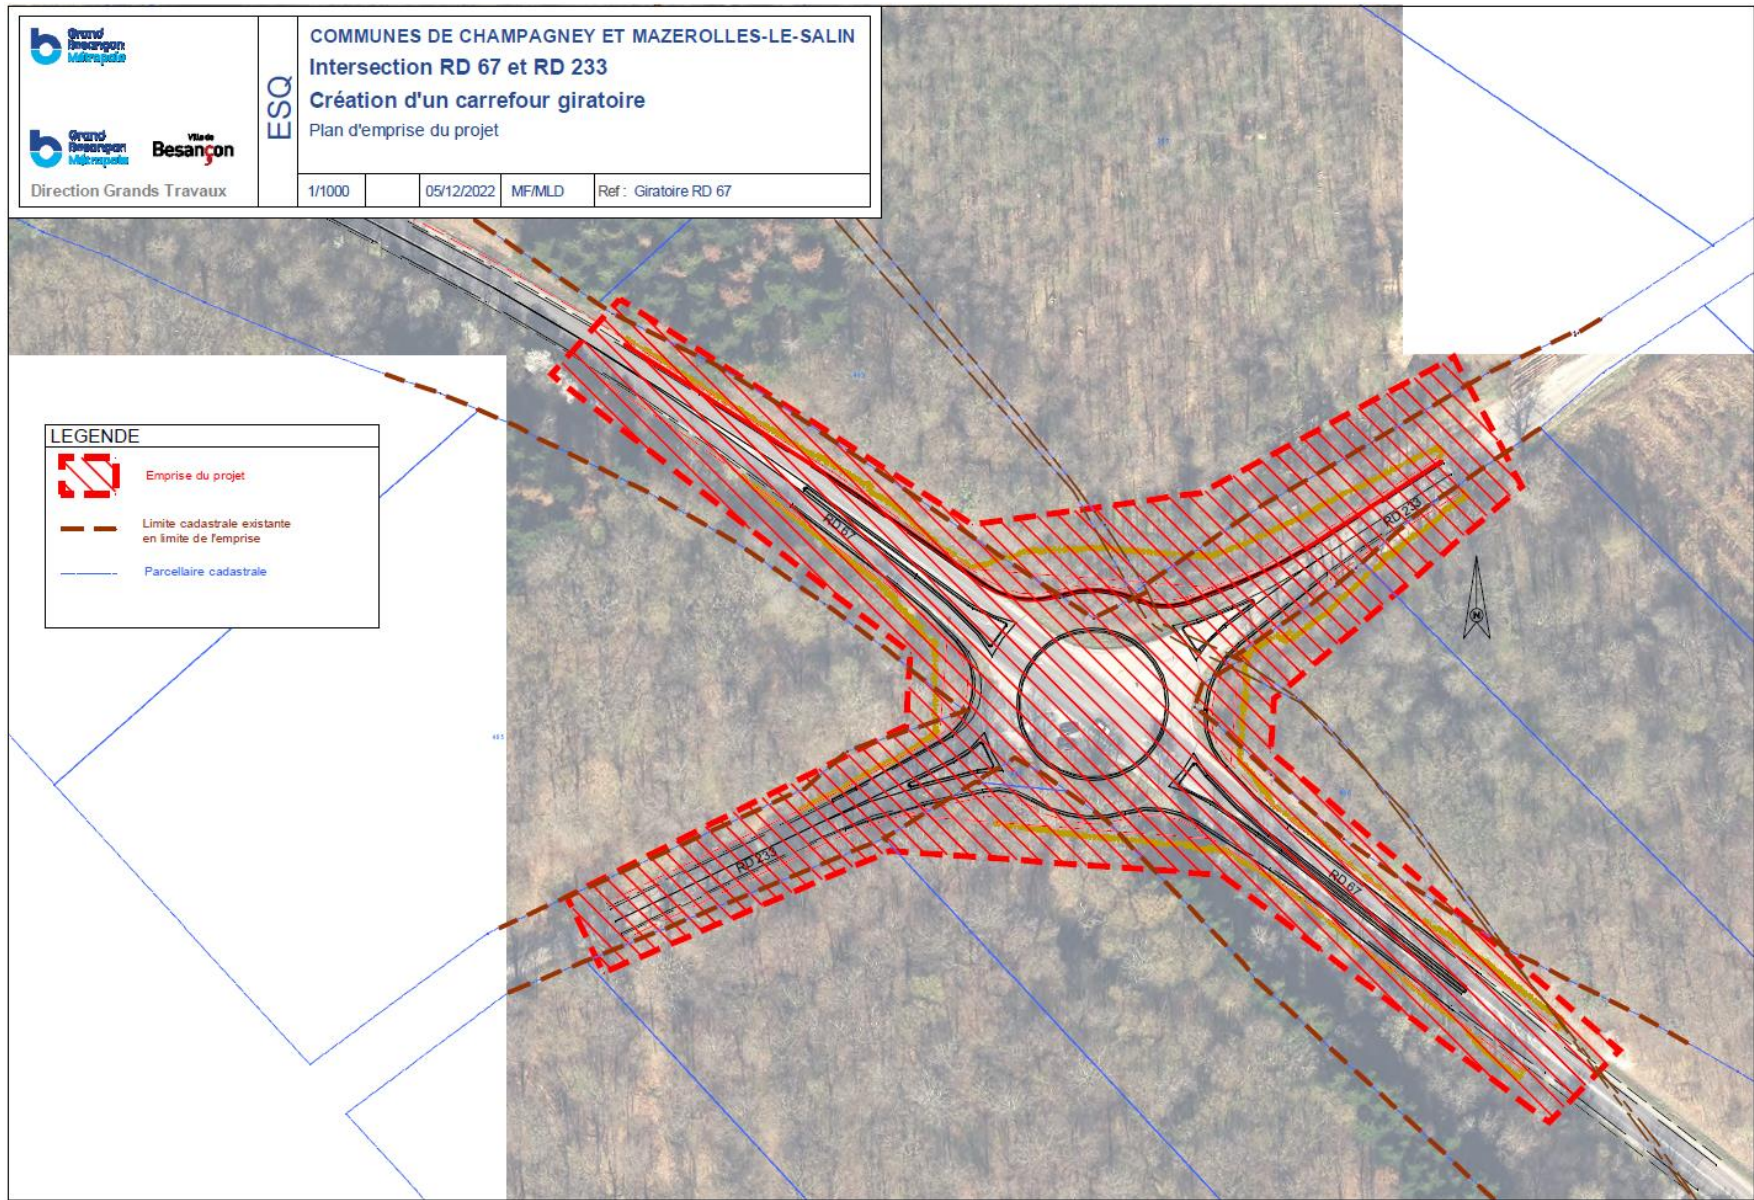 Grand
Besançon
Métropole
Grand
Besançon
Métropole
Ville de
Besançon
Direction Grands Travaux
ESQ
COMMUNES DE CHAMPAGNEY ET MAZEROLLES-LE-SALIN
Intersection RD 67 et RD 233
Création d'un carrefour giratoire
Plan d'emprise du projet
1/1000
05/12/2022
MF/MLD
Ref : Giratoire RD 67
LEGENDE
Emprise du projet
Limite cadastrale existante
en limite de l'emprise
Parcellaire cadastrale
RD 67
RD 233
N
RD 233
RD 67